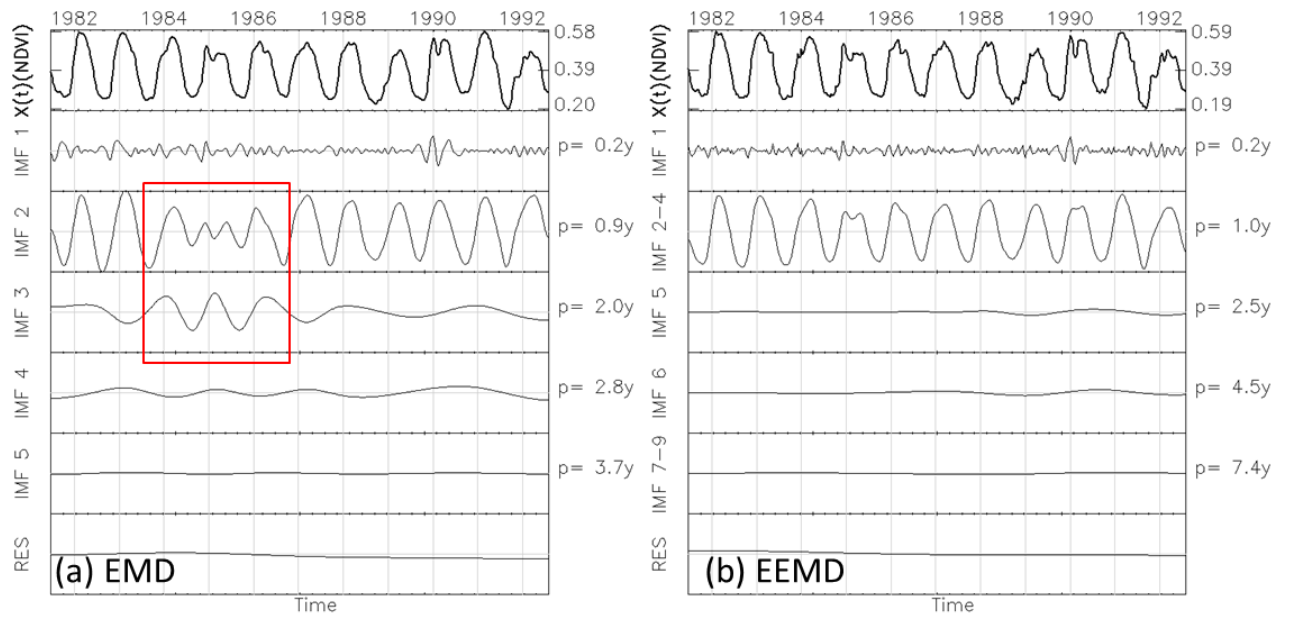 1982 1984 1986 1988 1990 1992
X(t)(NDVI)
0.58
0.39
0.20
IMF 1
p= 0.2y
IMF 2
p= 0.9y
IMF 3
p= 2.0y
IMF 4
p= 2.8y
IMF 5
p= 3.7y
RES
(a) EMD
Time
1982 1984 1986 1988 1990 1992
X(t)(NDVI)
0.59
0.39
0.19
IMF 1
p= 0.2y
IMF 2-4
p= 1.0y
IMF 5
p= 2.5y
IMF 6
p= 4.5y
IMF 7-9
p= 7.4y
RES
(b) EEMD
Time